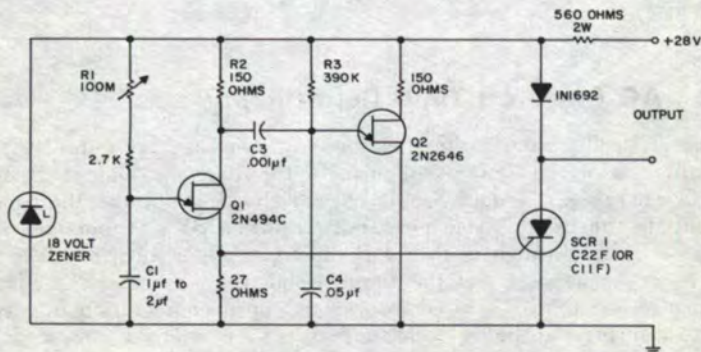 560 OHMS
2W
+28V
R1
100M
R2
150
OHMS
R3
390K
150
OHMS
IN1692
OUTPUT
C3
.001µf
Q2
2N2646
2.7K
Q1
2N494C
L
18 VOLT
ZENER
SCR 1
C22F (OR
C11F)
C1
1µf to
2µf
27
OHMS
C4
.05µf